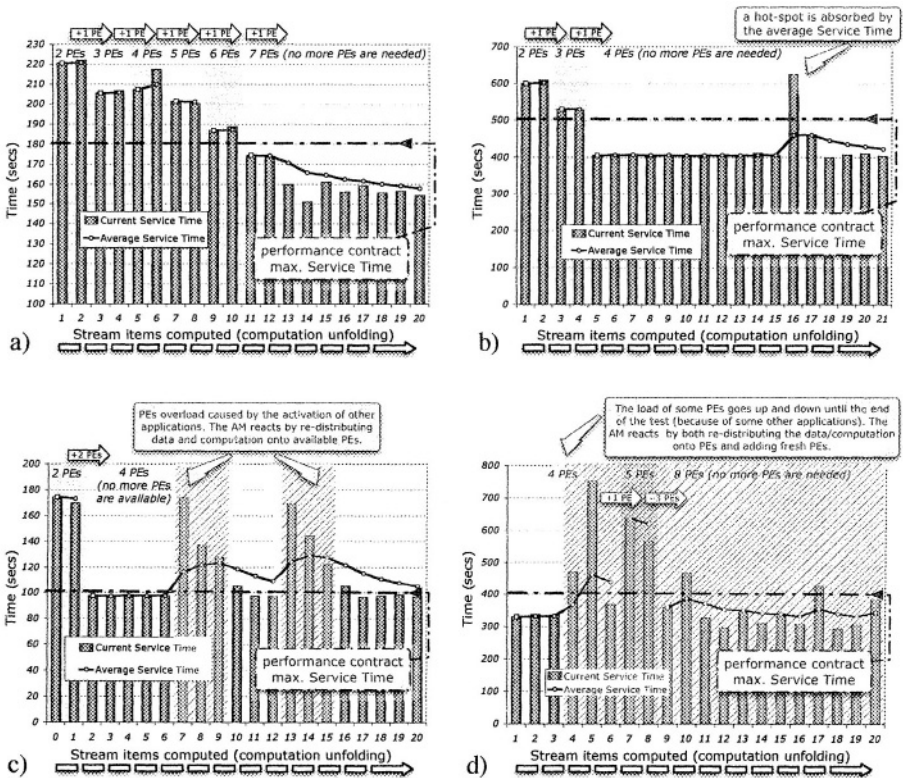 +1 PE +1 PE +1 PE +1 PE +1 PE
2 PEs 3 PEs 4 PEs 5 PEs 6 PEs 7 PEs (no more PEs are needed)
230
220
210
200
190
180
170
160
150
140
130
120
110
100
Time (secs)
Current Service Time
Average Service Time
performance contract
max. Service Time
1 2 3 4 5 6 7 8 9 10 11 12 13 14 15 16 17 18 19 20
Stream items computed (computation unfolding)
a)
a hot-spot is absorbed by
the average Service Time
+1 PE +1 PE
2 PEs 3 PEs 4 PEs (no more PEs are needed)
700
600
500
400
300
200
100
0
Time (secs)
Current Service Time
Average Service Time
performance contract
max. Service Time
1 2 3 4 5 6 7 8 9 10 11 12 13 14 15 16 17 18 19 20 21
Stream items computed (computation unfolding)
b)
PEs overload caused by the activation of other
applications. The AM reacts by re-distributing
data and computation onto available PEs.
+2 PEs
2 PEs 4 PEs
(no more PEs
are available)
200
180
160
140
120
100
80
60
40
20
0
Time (secs)
Current Service Time
Average Service Time
performance contract
max. Service Time
0 0 2 3 4 5 6 7 8 9 10 11 12 13 14 15 16 17 18 19 20
Stream items computed (computation unfolding)
c)
The load of some PEs goes up and down until the end
of the test (because of some other applications). The
AM reacts by both re-distributing the data/computation
onto PEs and adding fresh PEs.
4 PEs 5 PEs 8 PEs (no more PEs are needed)
+1 PE +3 PEs
800
700
600
500
400
300
200
100
0
Time (secs)
Current Service Time
Average Service Time
performance contract
max. Service Time
1 2 3 4 5 6 7 8 9 10 11 12 13 14 15 16 17 18 19 20
Stream items computed (computation unfolding)
d)